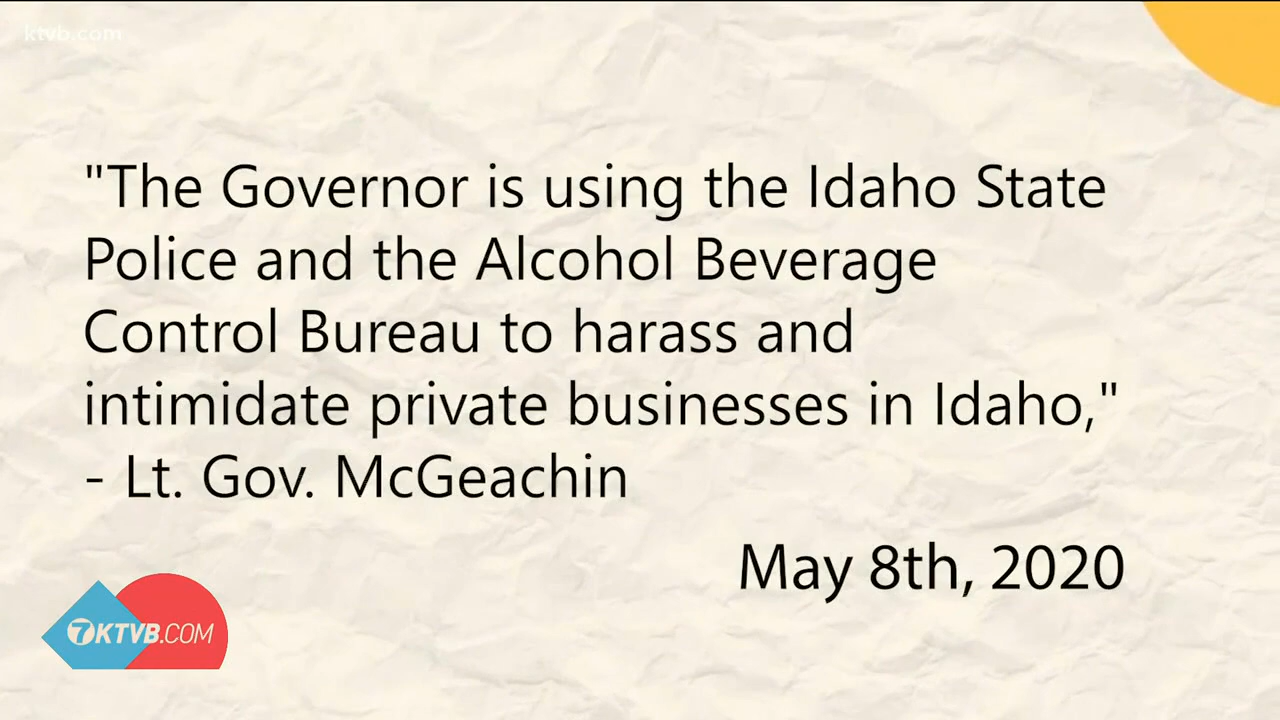 ktvb.com
"The Governor is using the Idaho State
Police and the Alcohol Beverage
Control Bureau to harass and
intimidate private businesses in Idaho,"
- Lt. Gov. McGeachin
May 8th, 2020
7KTVB.COM